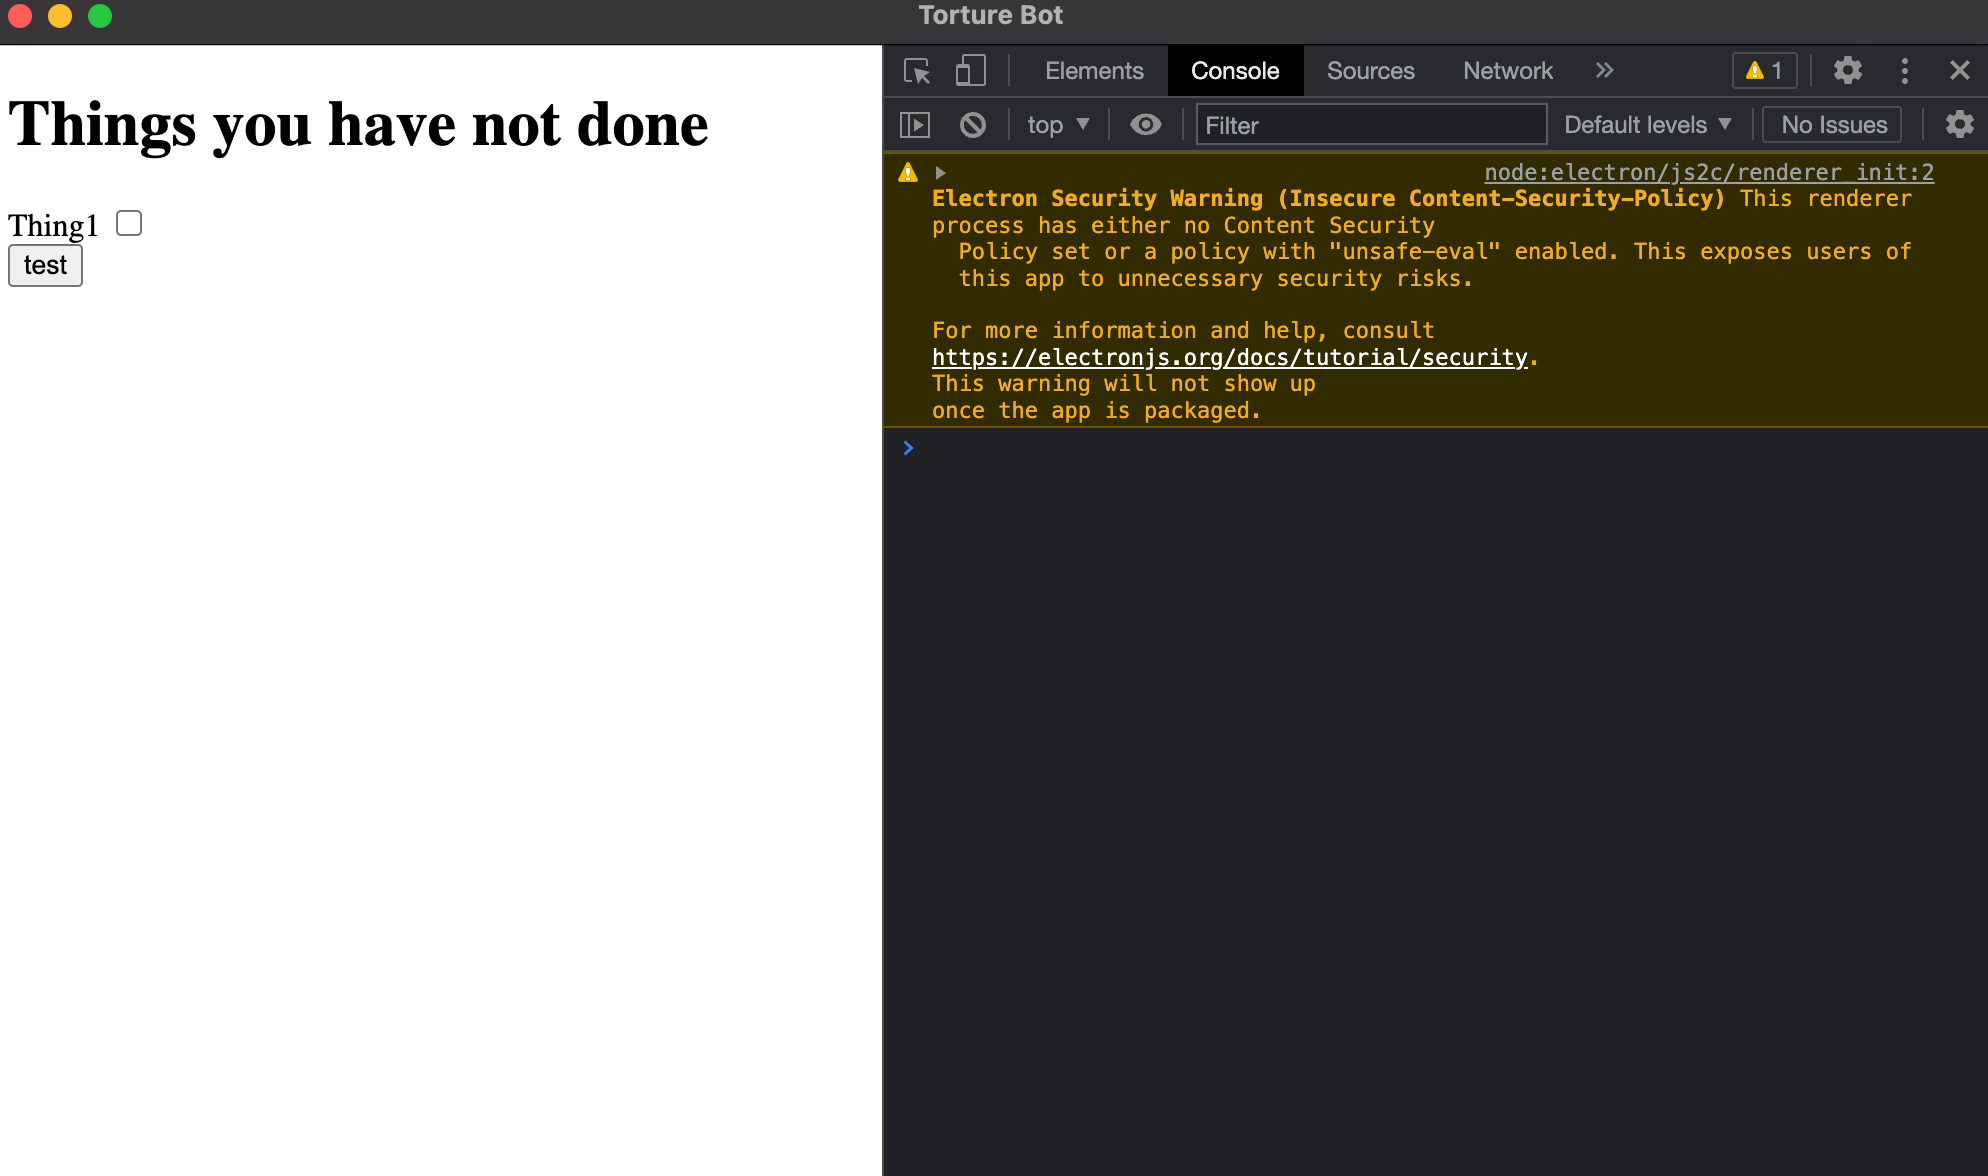 Torture Bot
Things you have not done
Thing1
test
Elements Console Sources Network » 1
top Filter Default levels No Issues
node:electron/js2c/renderer_init:2
Electron Security Warning (Insecure Content-Security-Policy) This renderer
process has either no Content Security
Policy set or a policy with "unsafe-eval" enabled. This exposes users of
this app to unnecessary security risks.
For more information and help, consult
https://electronjs.org/docs/tutorial/security.
This warning will not show up
once the app is packaged.